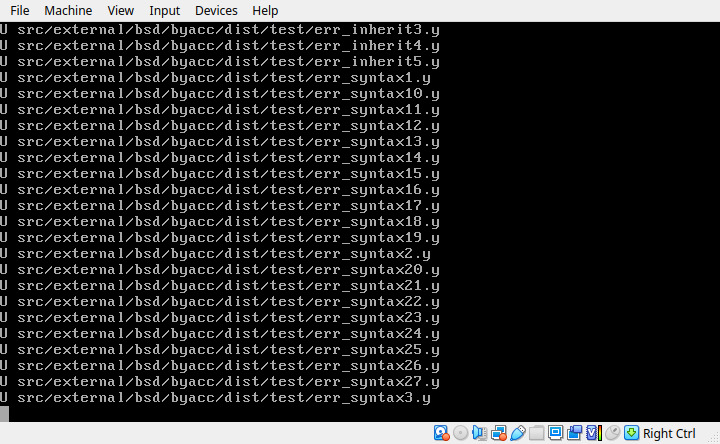 File Machine View Input Devices Help
U src/external/bsd/byacc/dist/test/err_inherit3.y
U src/external/bsd/byacc/dist/test/err_inherit4.y
U src/external/bsd/byacc/dist/test/err_inherit5.y
U src/external/bsd/byacc/dist/test/err_syntax1.y
U src/external/bsd/byacc/dist/test/err_syntax10.y
U src/external/bsd/byacc/dist/test/err_syntax11.y
U src/external/bsd/byacc/dist/test/err_syntax12.y
U src/external/bsd/byacc/dist/test/err_syntax13.y
U src/external/bsd/byacc/dist/test/err_syntax14.y
U src/external/bsd/byacc/dist/test/err_syntax15.y
U src/external/bsd/byacc/dist/test/err_syntax16.y
U src/external/bsd/byacc/dist/test/err_syntax17.y
U src/external/bsd/byacc/dist/test/err_syntax18.y
U src/external/bsd/byacc/dist/test/err_syntax19.y
U src/external/bsd/byacc/dist/test/err_syntax2.y
U src/external/bsd/byacc/dist/test/err_syntax20.y
U src/external/bsd/byacc/dist/test/err_syntax21.y
U src/external/bsd/byacc/dist/test/err_syntax22.y
U src/external/bsd/byacc/dist/test/err_syntax23.y
U src/external/bsd/byacc/dist/test/err_syntax24.y
U src/external/bsd/byacc/dist/test/err_syntax25.y
U src/external/bsd/byacc/dist/test/err_syntax26.y
U src/external/bsd/byacc/dist/test/err_syntax27.y
U src/external/bsd/byacc/dist/test/err_syntax3.y
Right Ctrl